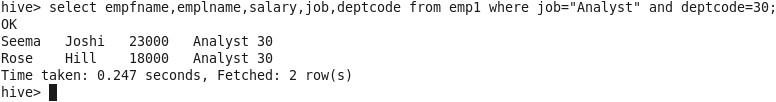 hive> select empfname,emplname,salary,job,deptcode from emp1 where job="Analyst" and deptcode=30;
OK
Seema   Joshi   23000   Analyst 30
Rose    Hill    18000   Analyst 30
Time taken: 0.247 seconds, Fetched: 2 row(s)
hive>